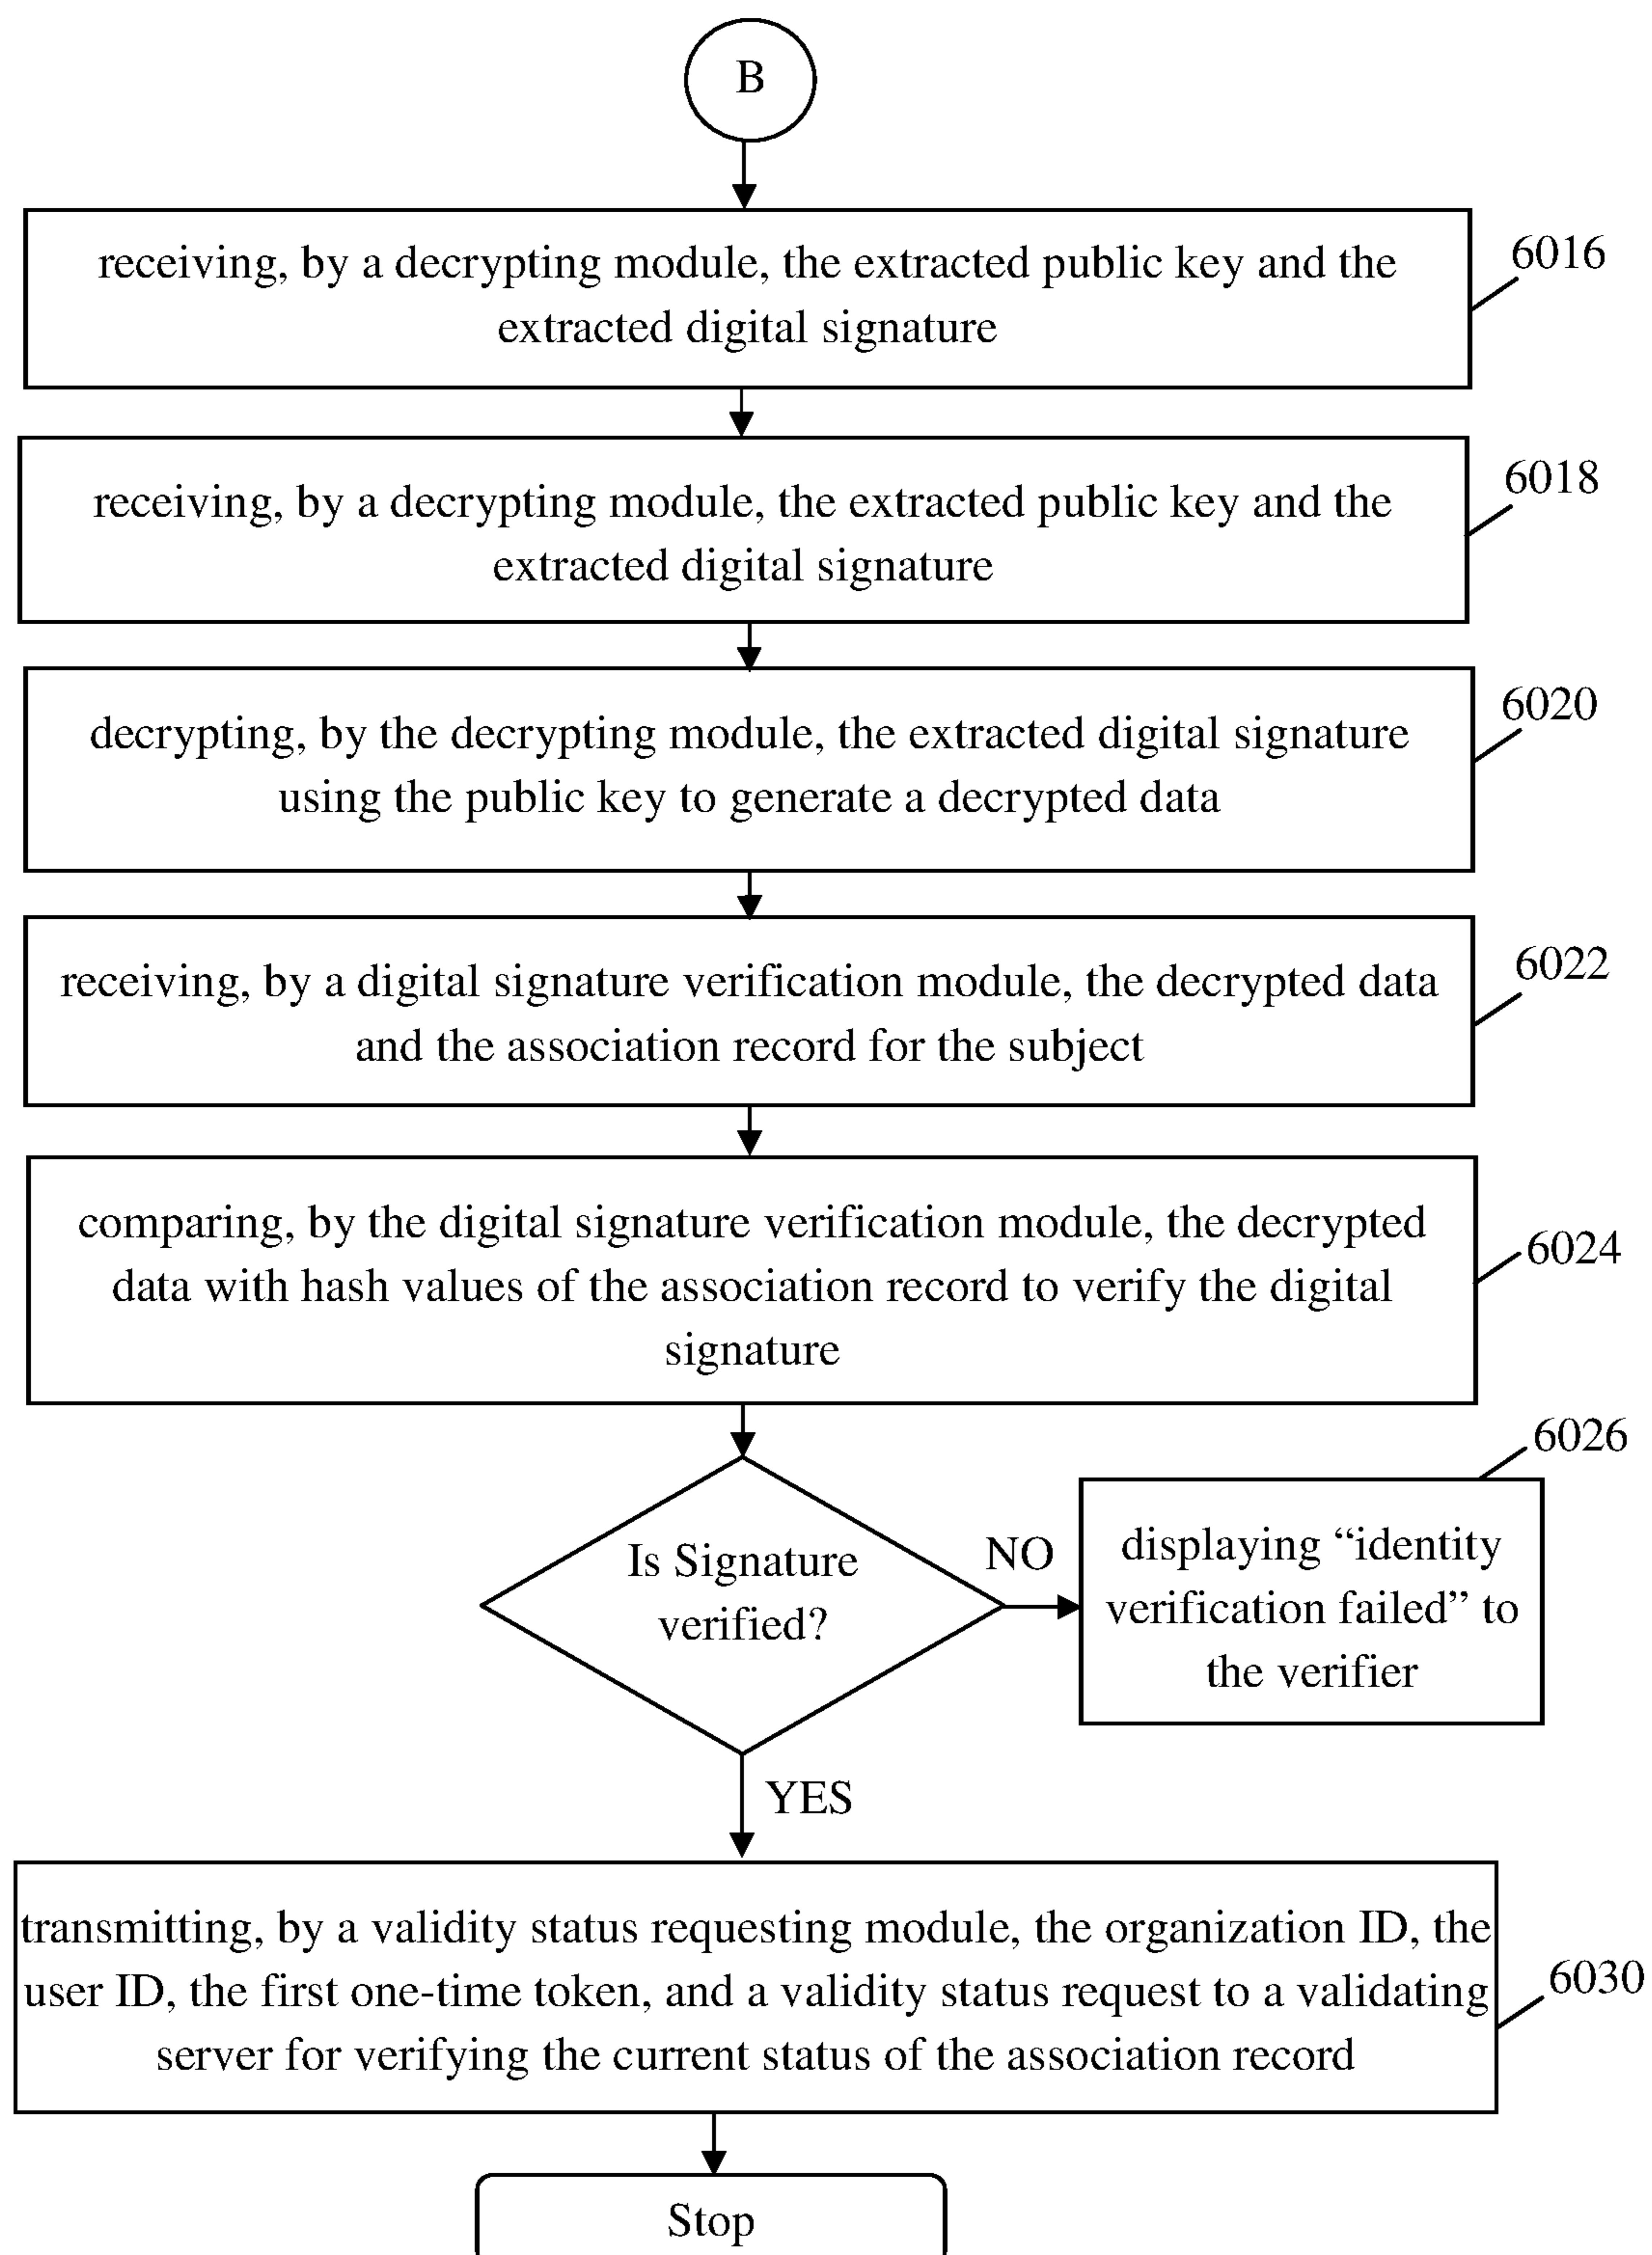 B
receiving, by a decrypting module, the extracted public key and the
extracted digital signature
6016
receiving, by a decrypting module, the extracted public key and the
extracted digital signature
6018
decrypting, by the decrypting module, the extracted digital signature
using the public key to generate a decrypted data
6020
receiving, by a digital signature verification module, the decrypted data
and the association record for the subject
6022
comparing, by the digital signature verification module, the decrypted
data with hash values of the association record to verify the digital
signature
6024
Is Signature
verified?
NO
displaying “identity
verification failed” to
the verifier
6026
YES
transmitting, by a validity status requesting module, the organization ID, the
user ID, the first one-time token, and a validity status request to a validating
server for verifying the current status of the association record
6030
Stop